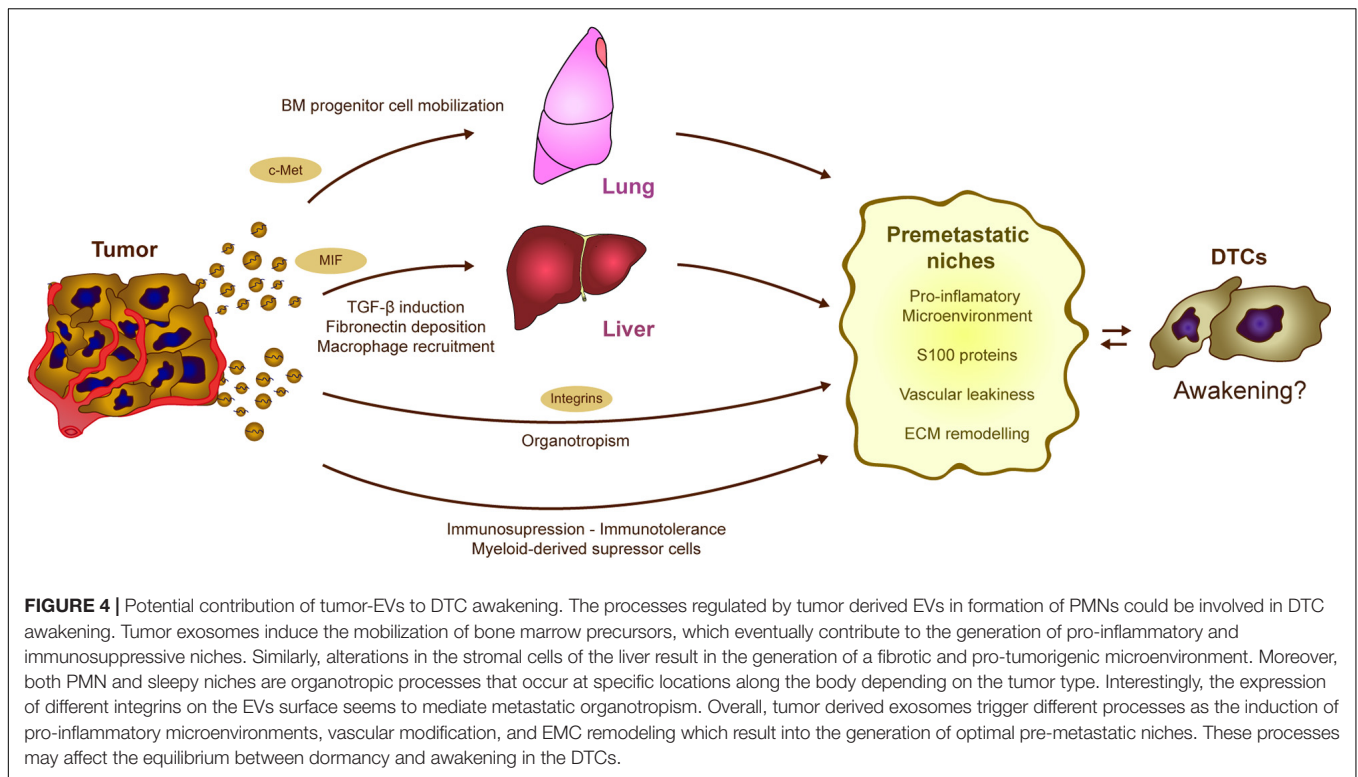 BM progenitor cell mobilization
c-Met
Lung
Tumor
MIF
TGF-β induction
Fibronectin deposition
Macrophage recruitment
Liver
Integrins
Organotropism
Immunosupression - Immunotolerance
Myeloid-derived supressor cells
Premetastatic
niches
Pro-inflamatory
Microenvironment
S100 proteins
Vascular leakiness
ECM remodelling
DTCs
Awakening?
FIGURE 4 | Potential contribution of tumor-EVs to DTC awakening. The processes regulated by tumor derived EVs in formation of PMNs could be involved in DTC
awakening. Tumor exosomes induce the mobilization of bone marrow precursors, which eventually contribute to the generation of pro-inflammatory and
immunosuppressive niches. Similarly, alterations in the stromal cells of the liver result in the generation of a fibrotic and pro-tumorigenic microenvironment. Moreover,
both PMN and sleepy niches are organotropic processes that occur at specific locations along the body depending on the tumor type. Interestingly, the expression
of different integrins on the EVs surface seems to mediate metastatic organotropism. Overall, tumor derived exosomes trigger different processes as the induction of
pro-inflammatory microenvironments, vascular modification, and EMC remodeling which result into the generation of optimal pre-metastatic niches. These processes
may affect the equilibrium between dormancy and awakening in the DTCs.